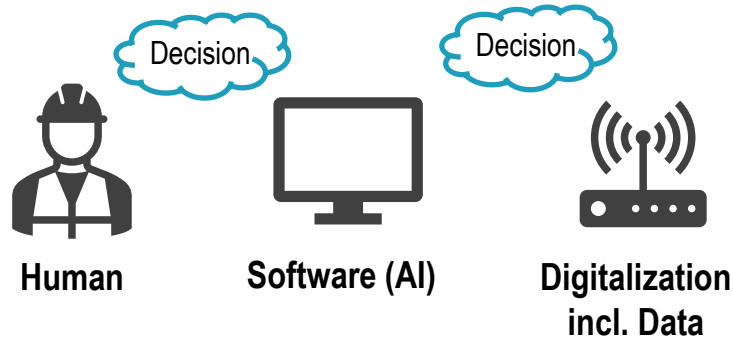 Decision
Decision
Human
Software (AI)
Digitalization
incl. Data